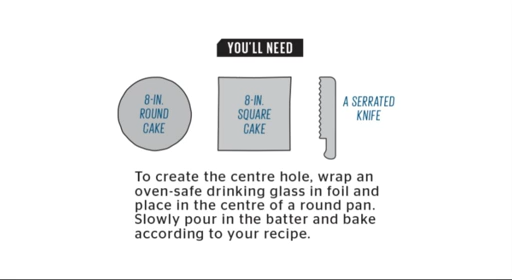 YOU'LL NEED
8-IN.
ROUND
CAKE
8-IN.
SQUARE
CAKE
A SERRATED
KNIFE
To create the centre hole, wrap an
oven-safe drinking glass in foil and
place in the centre of a round pan.
Slowly pour in the batter and bake
according to your recipe.